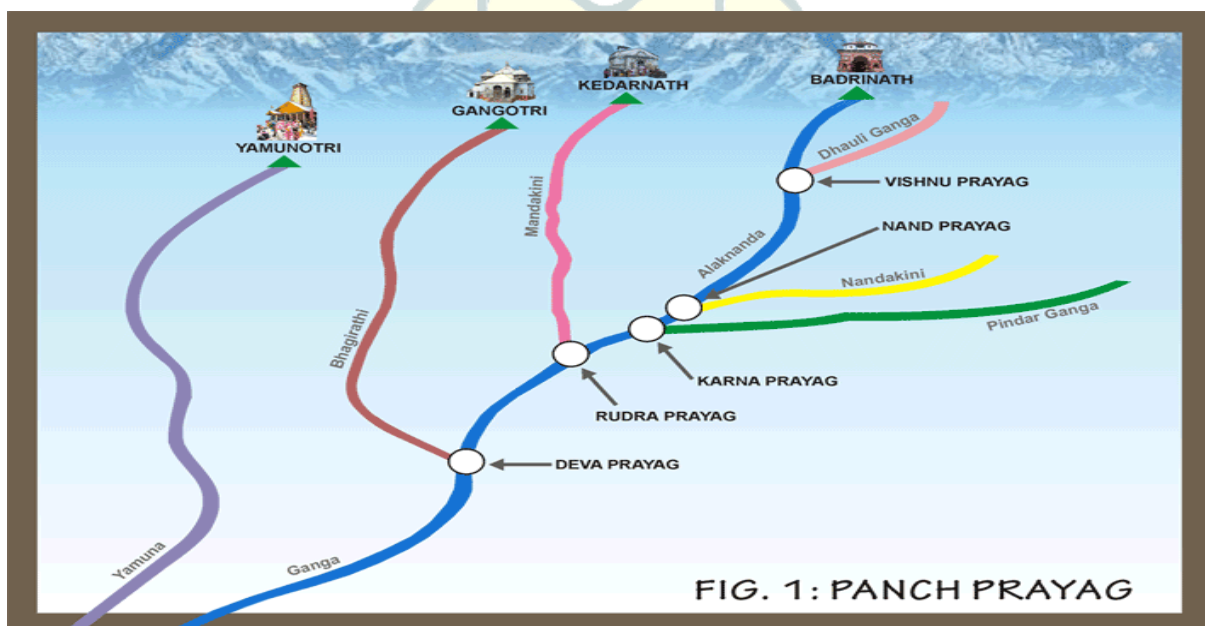 BADRINATH
KEDARNATH
GANGOTRI
YAMUNOTRI
Dhauli Ganga
VISHNU PRAYAG
Mandakini
NAND PRAYAG
Alaknanda
Nandakini
Pindar Ganga
Bhagirathi
KARNA PRAYAG
RUDRA PRAYAG
DEVA PRAYAG
Yamuna
Ganga
FIG. 1: PANCH PRAYAG